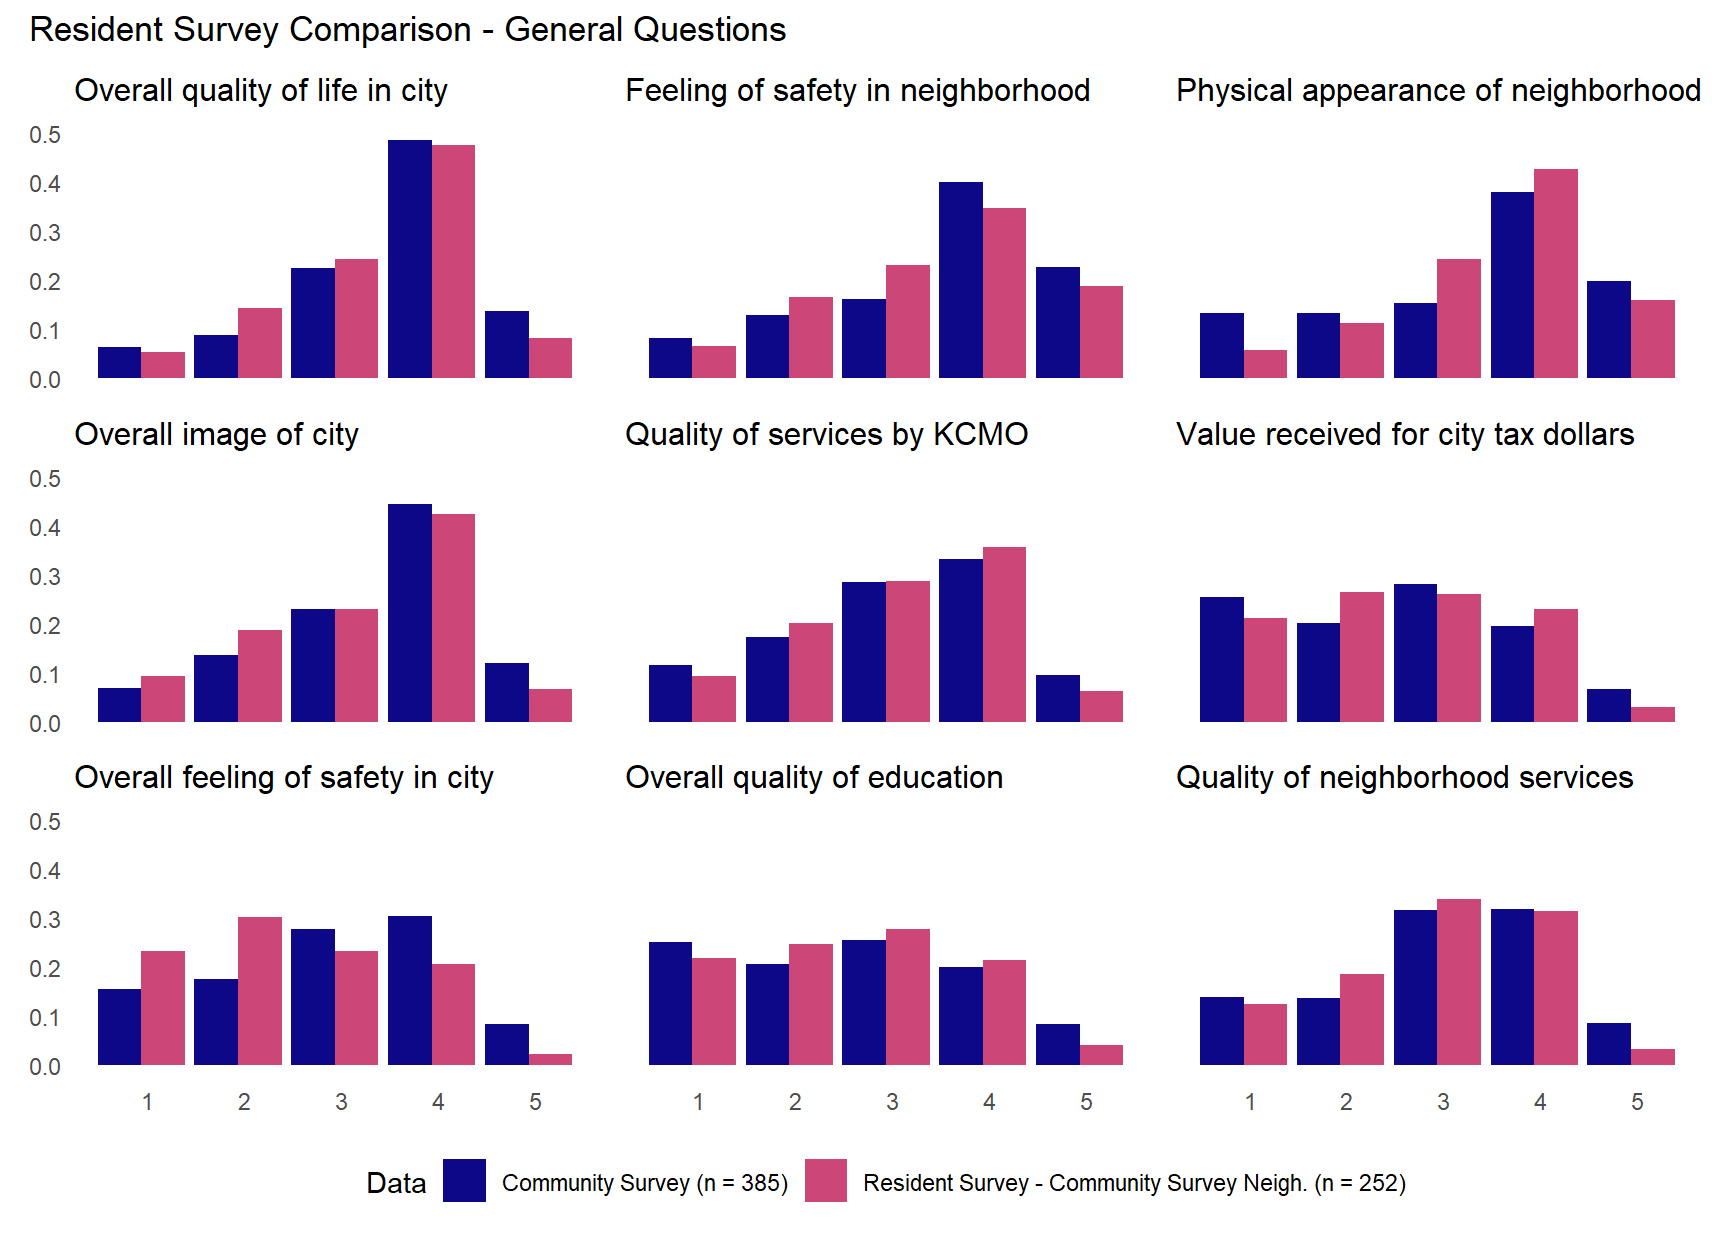 Resident Survey Comparison - General Questions
Overall quality of life in city
Feeling of safety in neighborhood
Physical appearance of neighborhood
0.5
0.4
0.3
0.2
0.1
0.0
Overall image of city
Quality of services by KCMO
Value received for city tax dollars
0.5
0.4
0.3
0.2
0.1
0.0
Overall feeling of safety in city
Overall quality of education
Quality of neighborhood services
0.5
0.4
0.3
0.2
0.1
0.0
1 2 3 4 5
1 2 3 4 5
1 2 3 4 5
Data
Community Survey (n = 385)
Resident Survey - Community Survey Neigh. (n = 252)